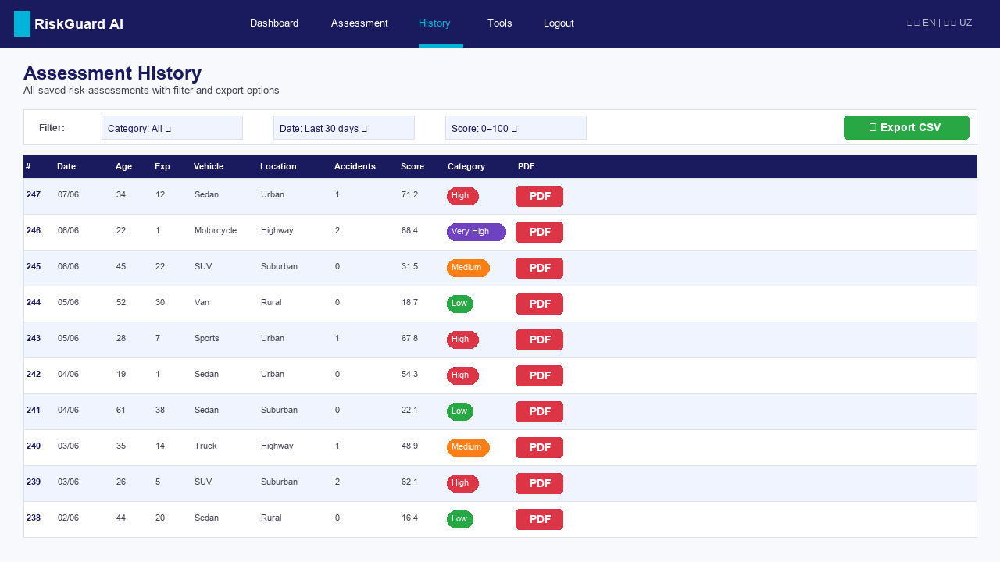 RiskGuard AI Dashboard Assessment History Tools Logout EN | UZ
Assessment History
All saved risk assessments with filter and export options
Filter: Category: All Date: Last 30 days Score: 0–100 Export CSV
# Date Age Exp Vehicle Location Accidents Score Category PDF
247 07/06 34 12 Sedan Urban 1 71.2 High PDF
246 06/06 22 1 Motorcycle Highway 2 88.4 Very High PDF
245 06/06 45 22 SUV Suburban 0 31.5 Medium PDF
244 05/06 52 30 Van Rural 0 18.7 Low PDF
243 05/06 28 7 Sports Urban 1 67.8 High PDF
242 04/06 19 1 Sedan Urban 0 54.3 High PDF
241 04/06 61 38 Sedan Suburban 0 22.1 Low PDF
240 03/06 35 14 Truck Highway 1 48.9 Medium PDF
239 03/06 26 5 SUV Suburban 2 62.1 High PDF
238 02/06 44 20 Sedan Rural 0 16.4 Low PDF